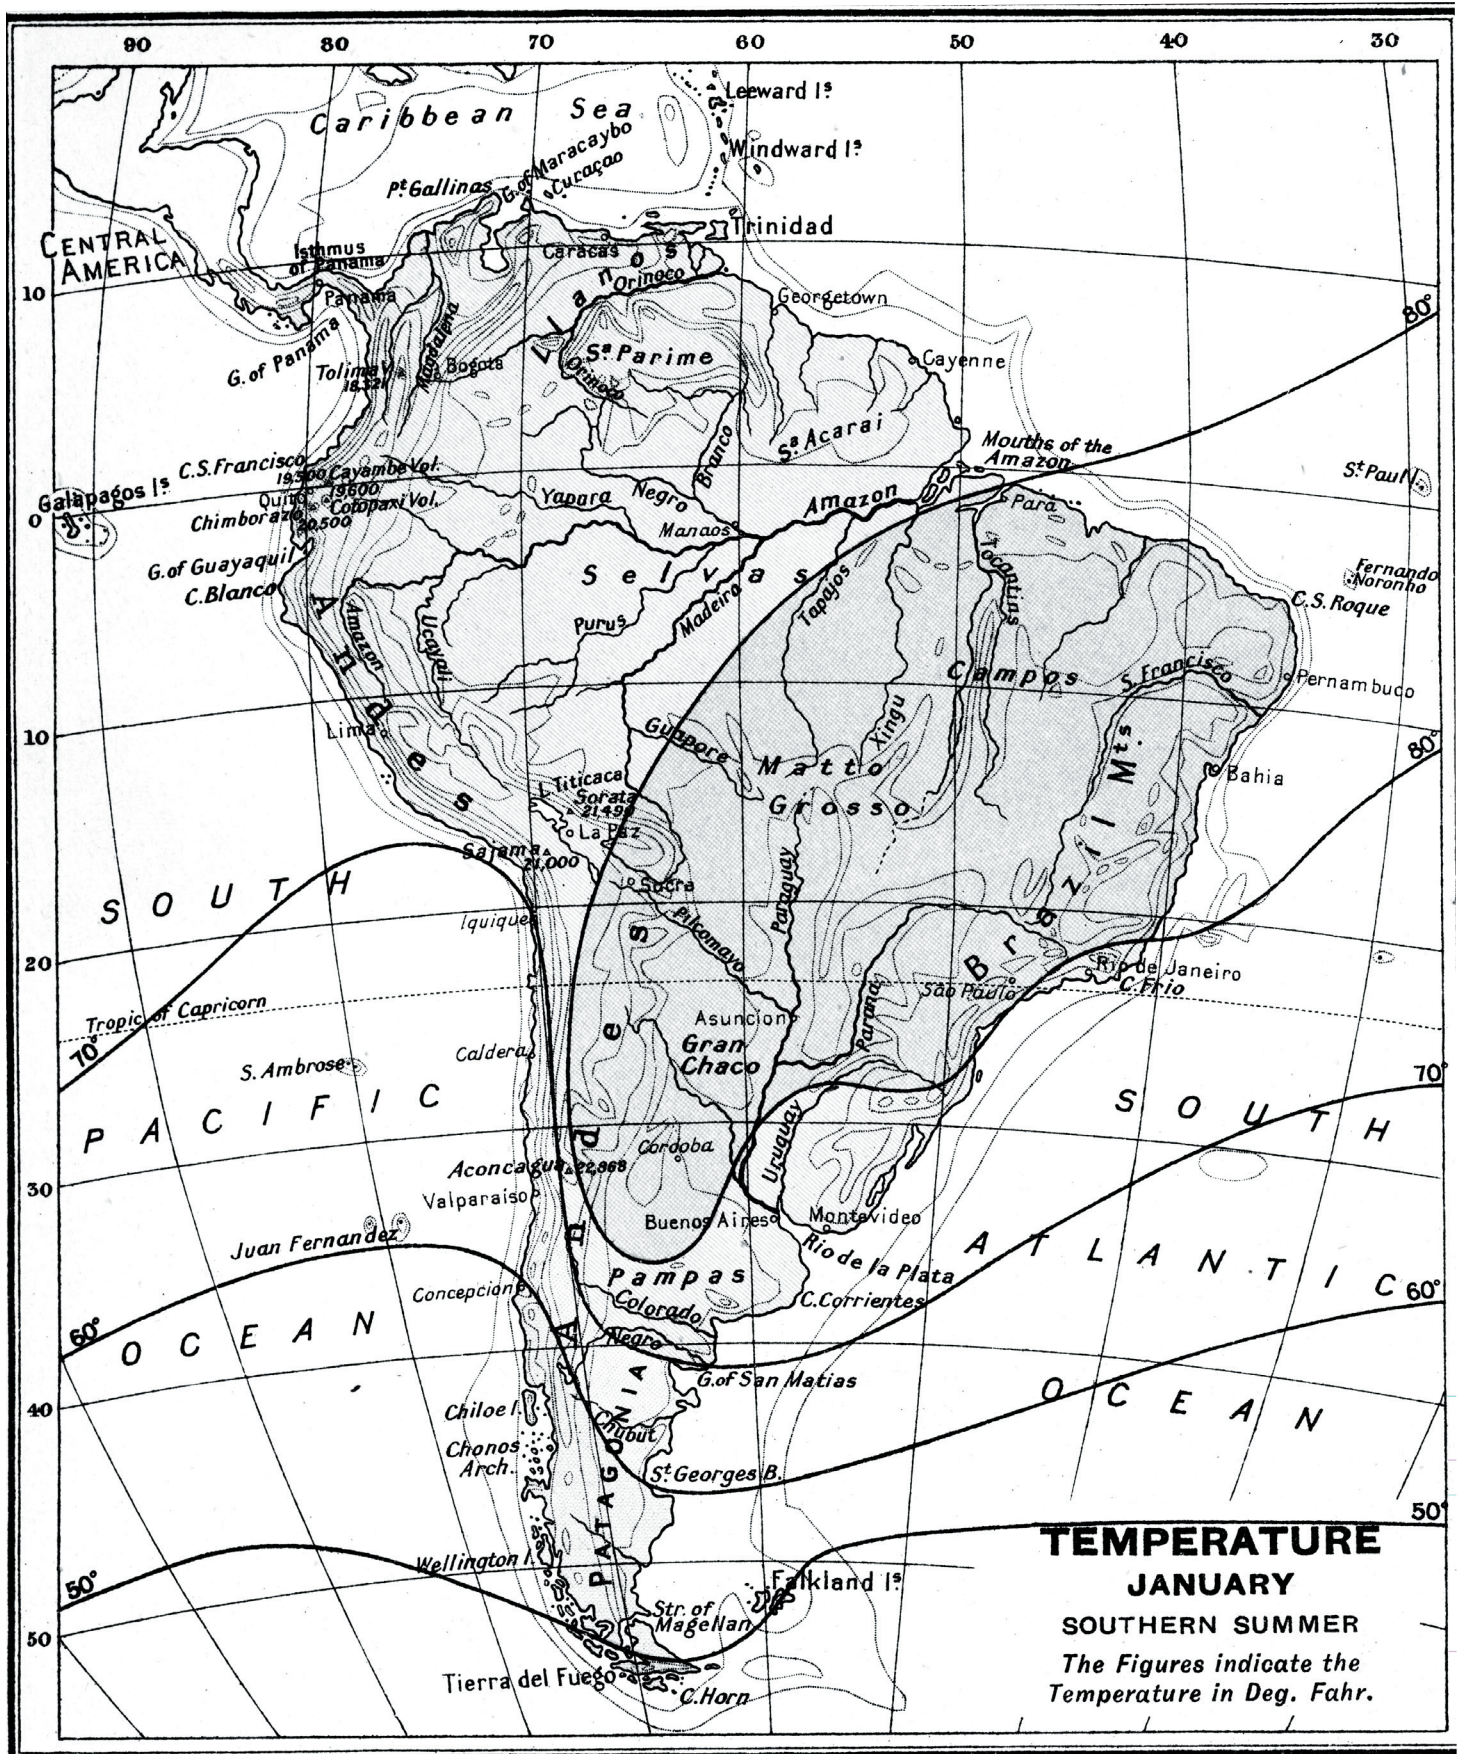 90 80 70 60 50 40 30
Caribbean Sea
Leeward Iṣ
Windward Iṣ
G. of Maracaybo
Curaçao
Pt. Gallinas
Trinidad
CENTRAL
AMERICA
Isthmus
of Panama
Caracas
Llanos
Orinoco
10
Panama
Georgetown
80°
G. of Panama
Magdalena
Tolima
18,321
Bogota
Sa. Parime
Orinoco
Cayenne
Sa. Acarai
Branco
Mouths of the
Amazon
C.S. Francisco
19,500 Cayambe Vol.
St. Paul
Galapagos Is.
Quito
9,600
Cotopaxi Vol.
Chimborazo
20,500
Yapura
Negro
Amazon
Para
0
Manaos
G. of Guayaquil
C. Blanco
Selvas
Tocantins
Fernando
Noronho
C.S. Roque
Amazon
Ucayali
Purus
Madeira
Tapajos
Andes
Campos
S. Francisco
Pernambuco
10
Lima
Guapore
Xingu
Matto
Grosso
80°
Bahia
L. Titicaca
Sorata
21,490
La Paz
Sajama
21,000
Brazil Mts.
SOUTH
Sucre
Iquique
Pilcomayo
Paraguay
20
Rio de Janeiro
C. Frio
São Paulo
Tropic of Capricorn
70°
Asuncion
Parana
Gran
Chaco
Caldera
S. Ambrose
70°
PACIFIC
SOUTH
Cordoba
Uruguay
Aconcagua 22,868
30
Valparaiso
Buenos Aires
Montevideo
Andes
Juan Fernandez
Rio de la Plata
ATLANTIC
Pampas
Concepcion
Colorado
C. Corrientes
60°
60°
OCEAN
Negro
G. of San Matias
OCEAN
40
Chiloe I.
Chubut
Chonos
Arch.
St. Georges B.
PATAGONIA
50°
TEMPERATURE
JANUARY
SOUTHERN SUMMER
The Figures indicate the
Temperature in Deg. Fahr.
50°
Wellington I.
Falkland Is.
Str. of
Magellan
50
Tierra del Fuego
C. Horn